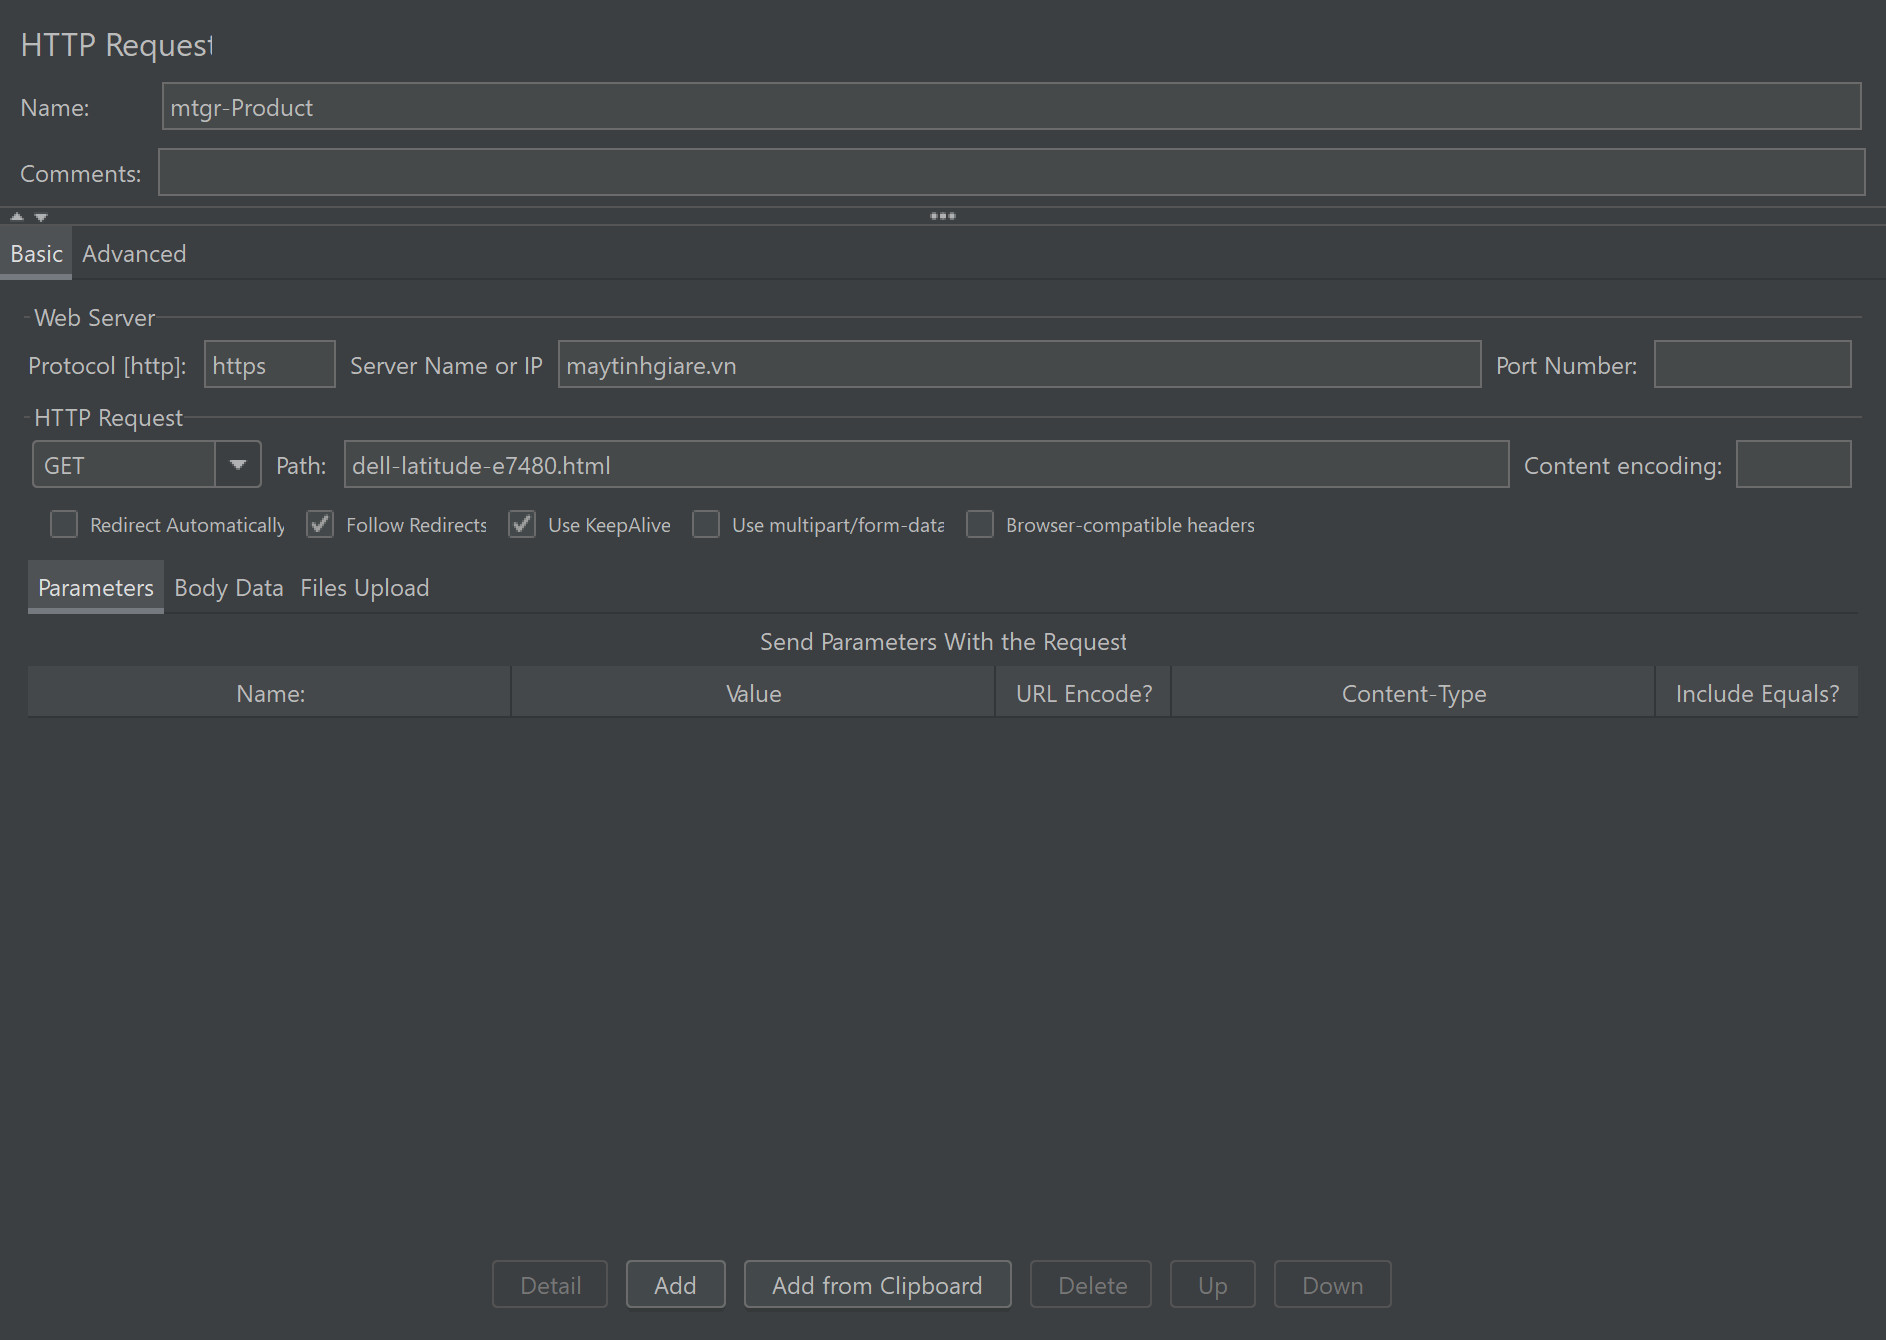 HTTP Request
Name: mtgr-Product
Comments:
Basic Advanced
Web Server
Protocol [http]: https Server Name or IP maytinhgiare.vn Port Number:
HTTP Request
GET Path: dell-latitude-e7480.html Content encoding:
Redirect Automatically Follow Redirects Use KeepAlive Use multipart/form-data Browser-compatible headers
Parameters Body Data Files Upload
Send Parameters With the Request
Name: Value URL Encode? Content-Type Include Equals?
Detail Add Add from Clipboard Delete Up Down